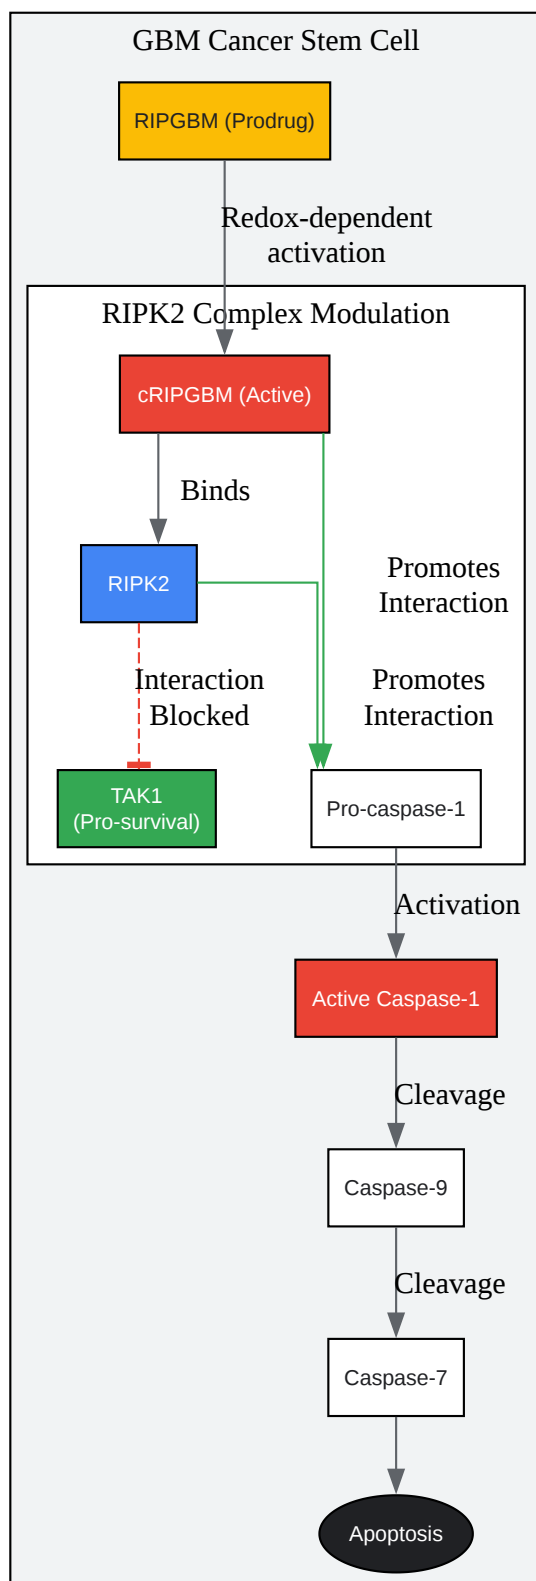 GBM Cancer Stem Cell
RIPGBM (Prodrug)
Redox-dependent
activation
RIPK2 Complex Modulation
cRIPGBM (Active)
Binds
RIPK2
Promotes
Interaction
Interaction
Blocked
Promotes
Interaction
TAK1
(Pro-survival)
Pro-caspase-1
Activation
Active Caspase-1
Cleavage
Caspase-9
Cleavage
Caspase-7
Apoptosis